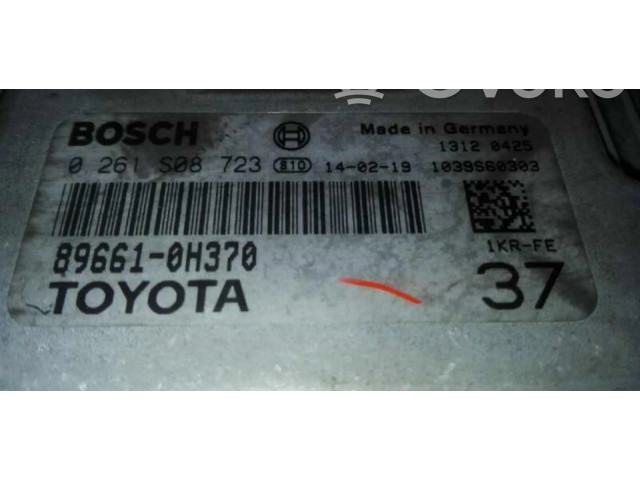 BOSCH Made in Germany
1312 0425
0 261 S08 723 810 14-02-19 1039S60303
89661-0H370 1KR-FE
TOYOTA 37